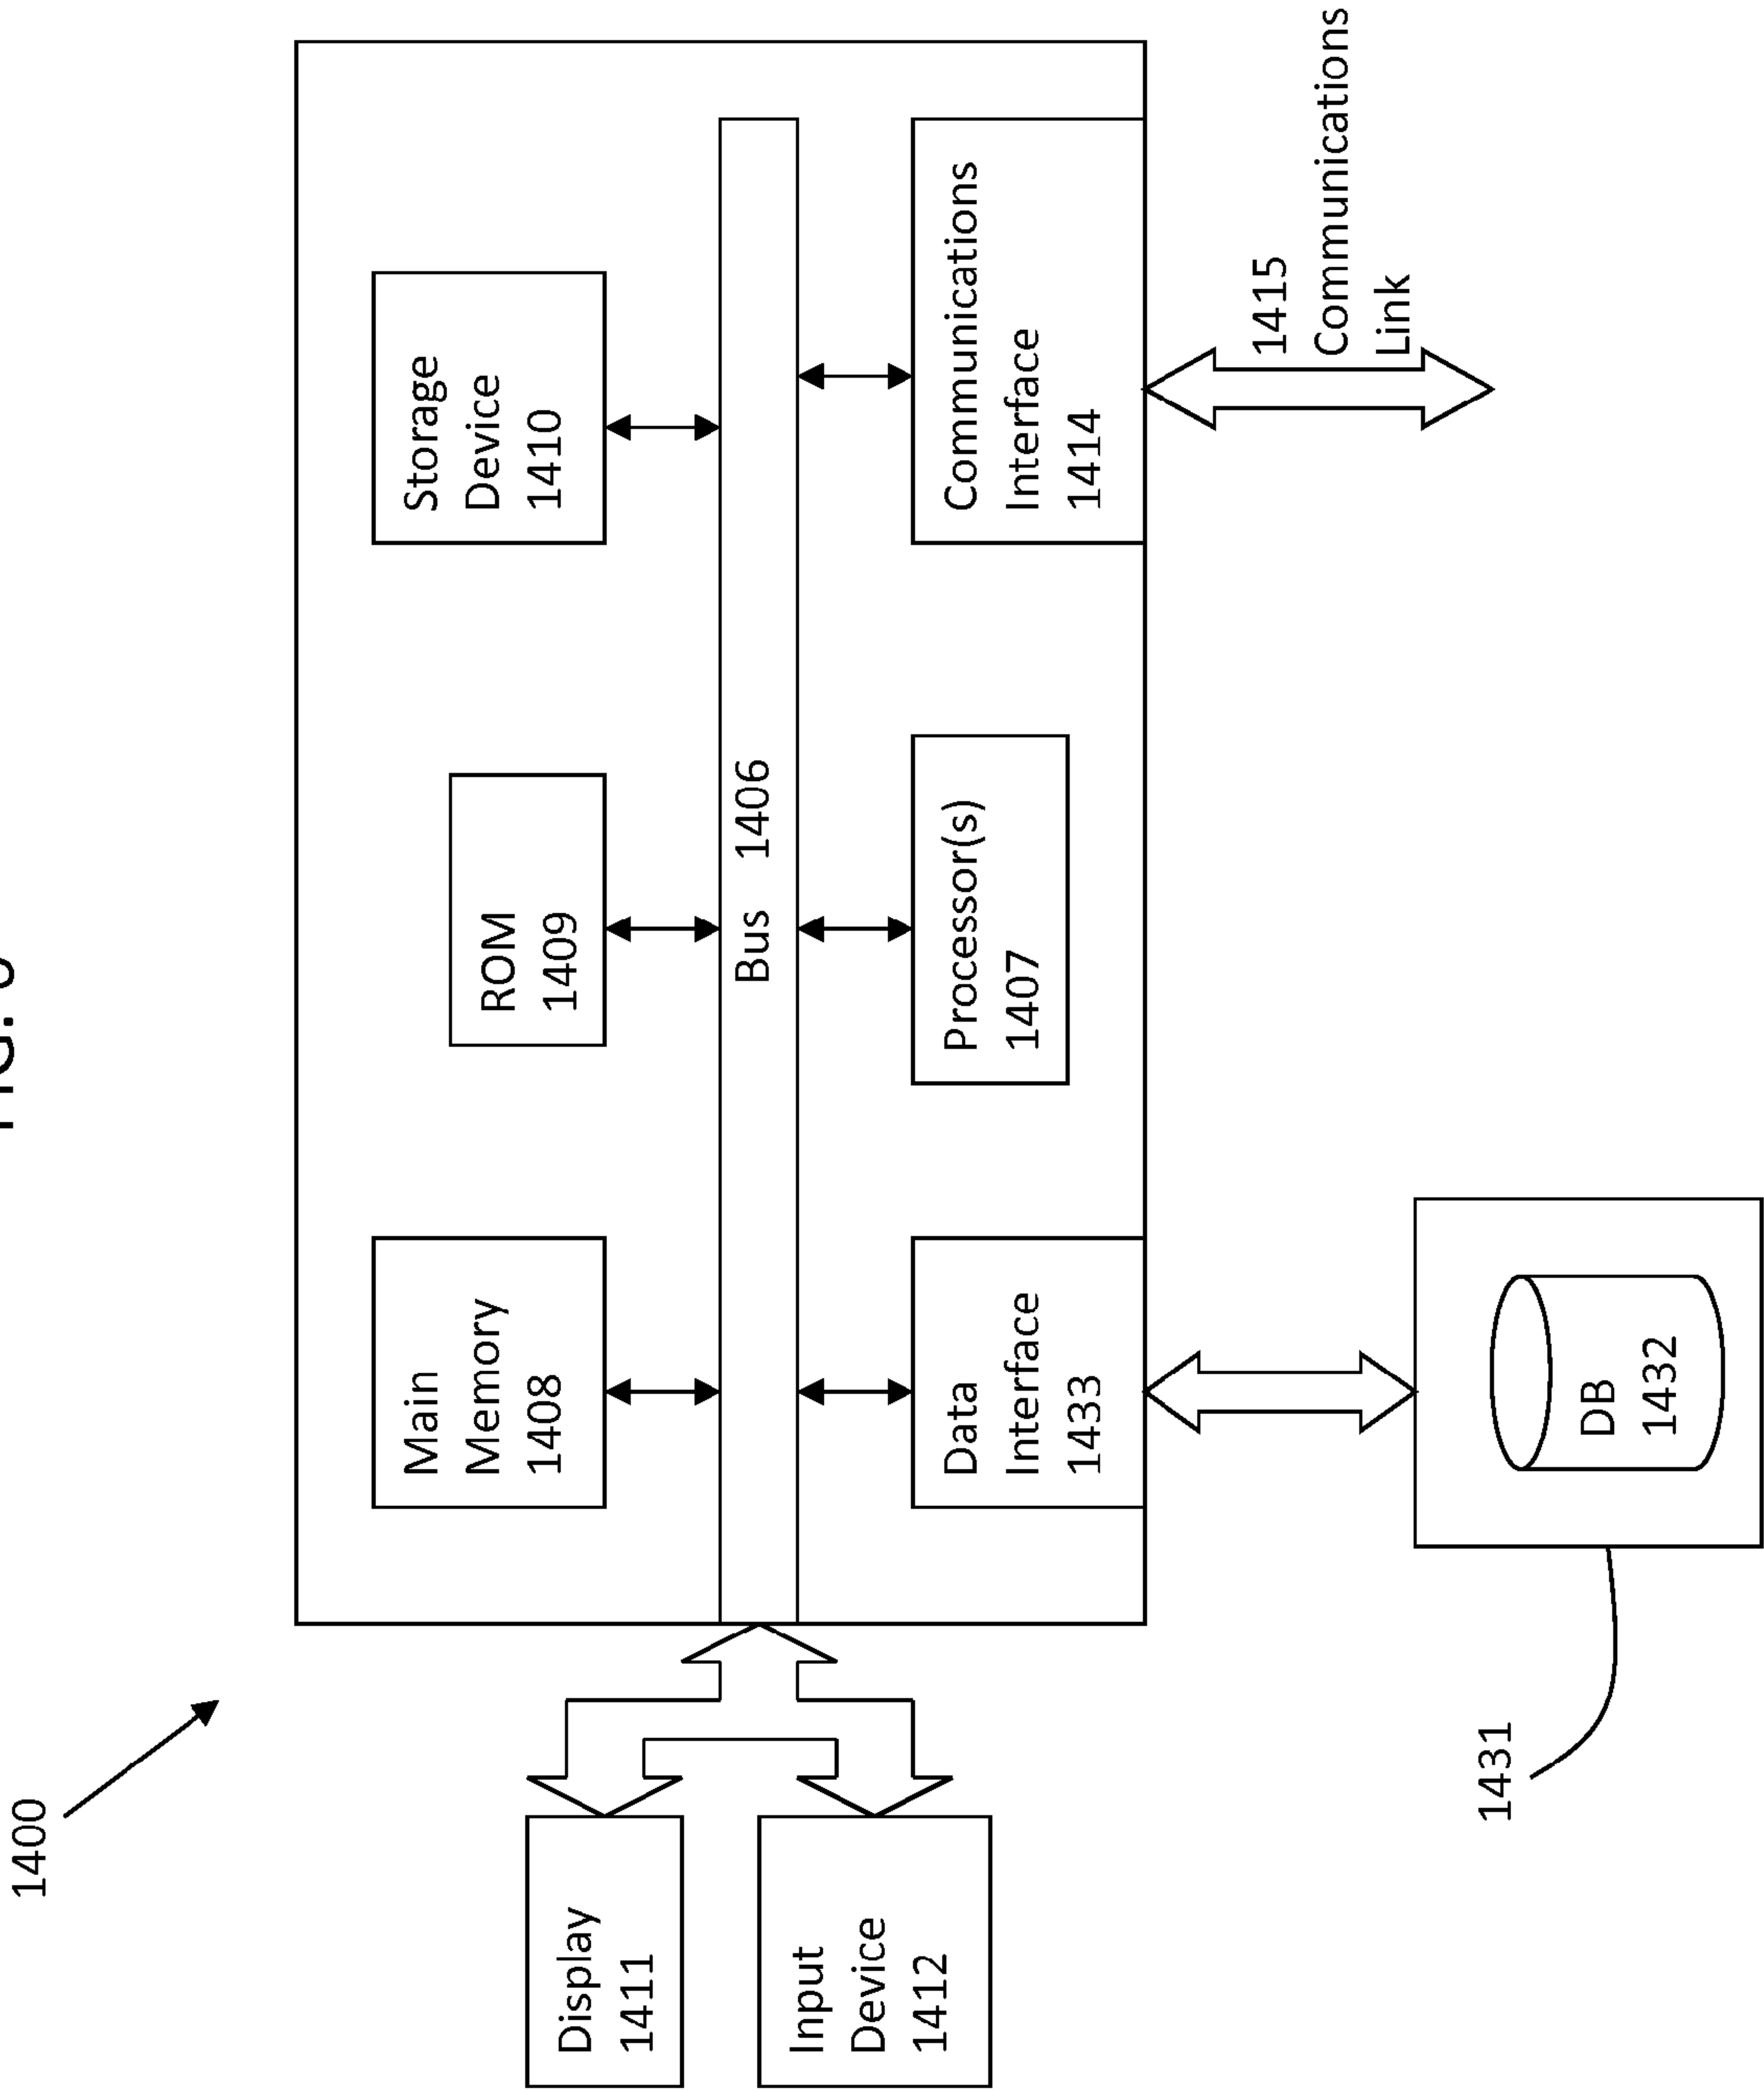 FIG.
1400
Main
Memory
1408
ROM
1409
Storage
Device
1410
Display
1411
Bus 1406
Input
Device
1412
Data
Interface
1433
Processor(s)
1407
Communications
Interface
1414
1415
Communications
Link
1431
DB
1432